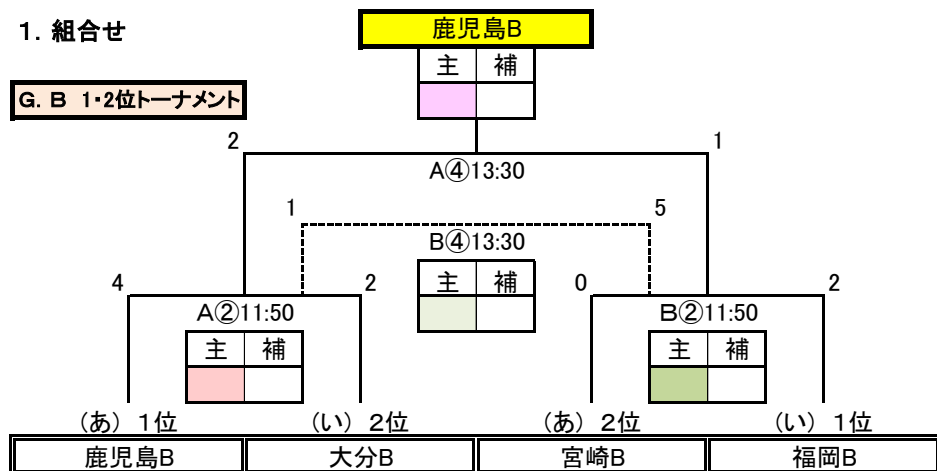 1. 組合せ
鹿児島B
主 補
G. B 1・2位トーナメント
2 1
A④13:30
1 5
B④13:30
主 補
4 2 0 2
A②11:50 B②11:50
主 補 主 補
(あ) 1位 (い) 2位 (あ) 2位 (い) 1位
鹿児島B 大分B 宮崎B 福岡B